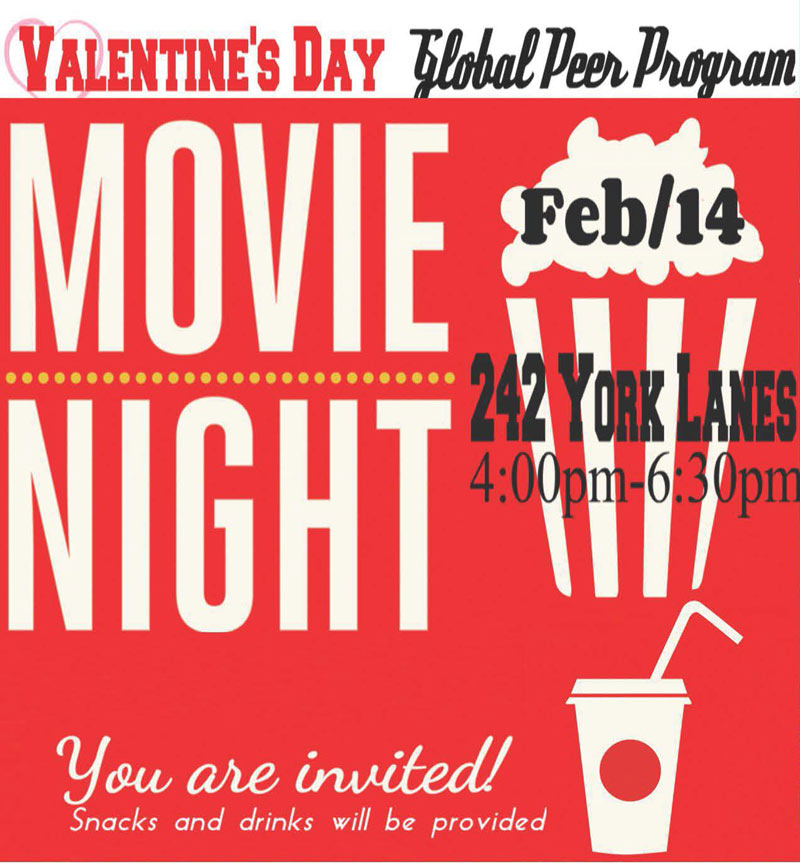 Valentine's Day Global Peer Program
MOVIE
NIGHT
Feb/14
242 York Lanes
4:00pm-6:30pm
You are invited!
Snacks and drinks will be provided